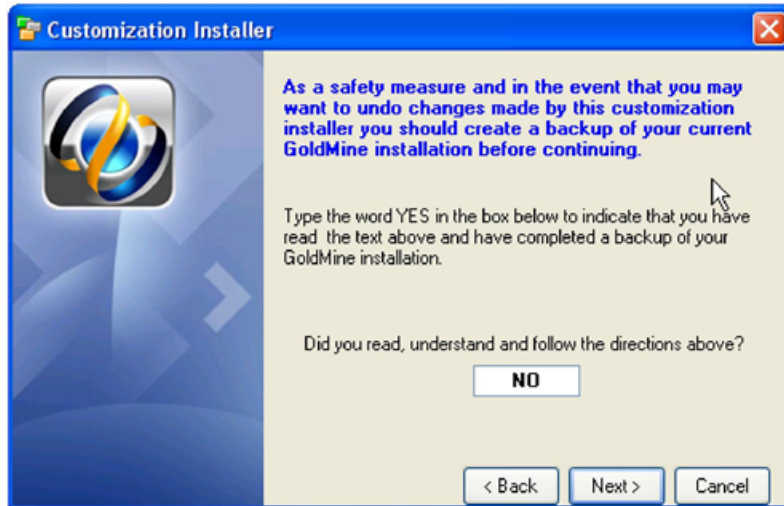 Customization Installer
As a safety measure and in the event that you may
want to undo changes made by this customization
installer you should create a backup of your current
GoldMine installation before continuing.
Type the word YES in the box below to indicate that you have
read  the text above and have completed a backup of your
GoldMine installation.
Did you read, understand and follow the directions above?
NO
< Back Next > Cancel